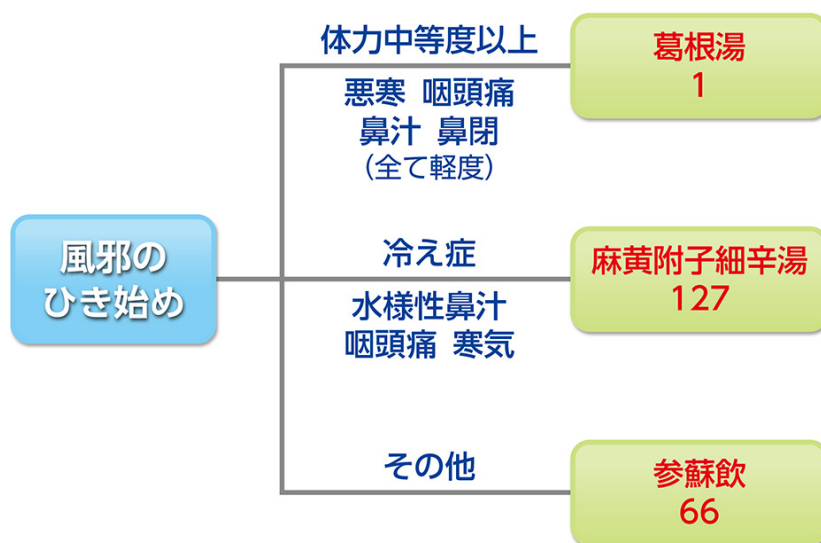 風邪の
ひき始め
体力中等度以上
悪寒 咽頭痛
鼻汁 鼻閉
(全て軽度)
葛根湯
1
冷え症
水様性鼻汁
咽頭痛 寒気
麻黄附子細辛湯
127
その他
参蘇飲
66